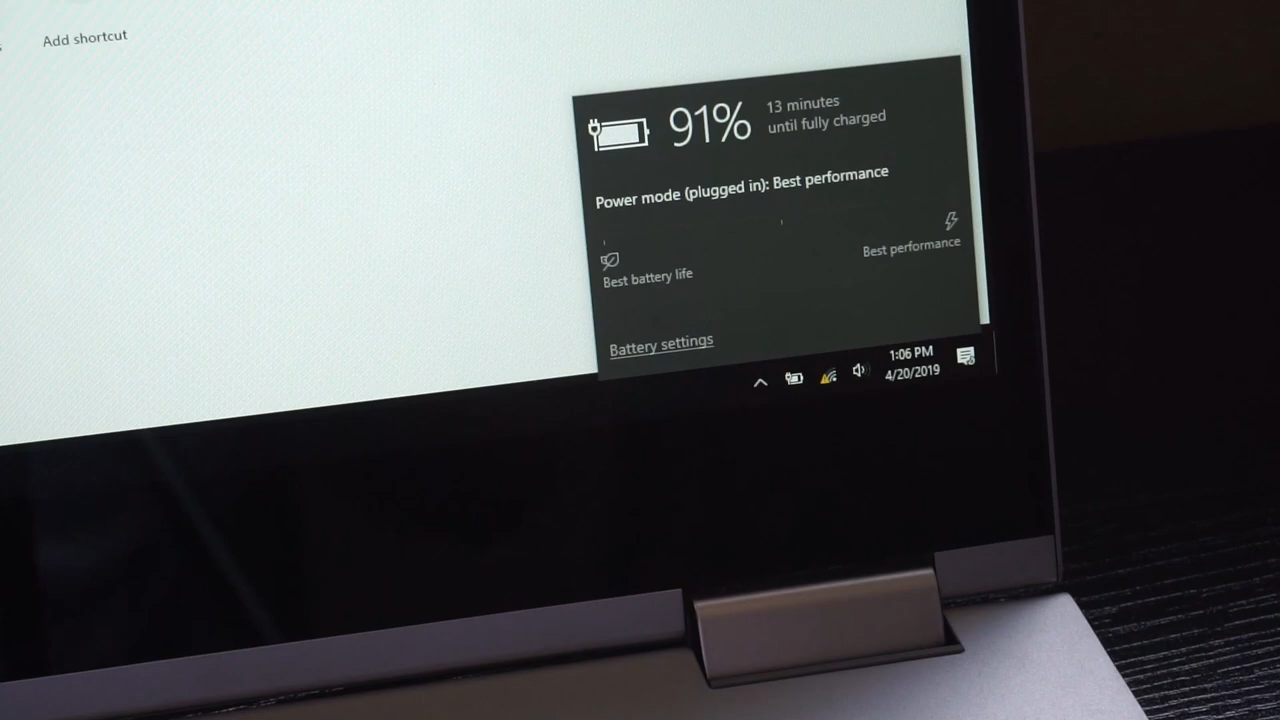 Add shortcut
91%
13 minutes
until fully charged
Power mode (plugged in): Best performance
Best battery life
Best performance
Battery settings
1:06 PM
4/20/2019